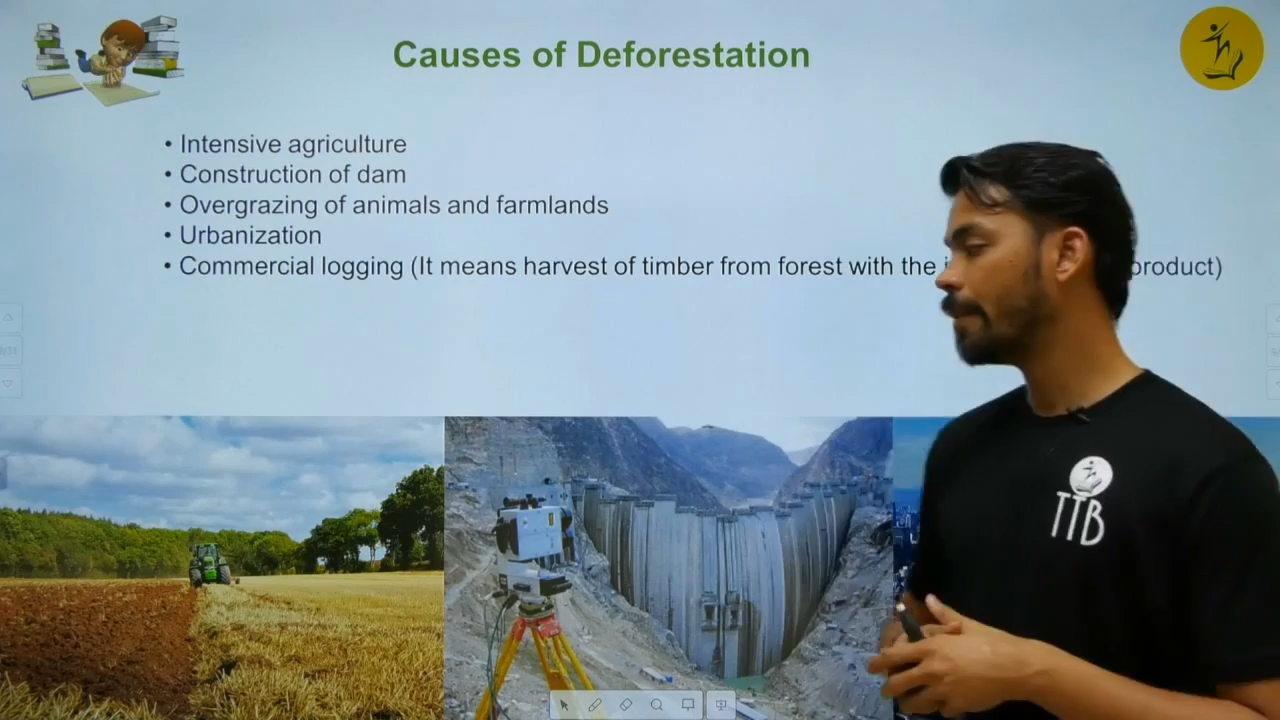 Causes of Deforestation
• Intensive agriculture
• Construction of dam
• Overgrazing of animals and farmlands
• Urbanization
• Commercial logging (It means harvest of timber from forest with the product)
TTB